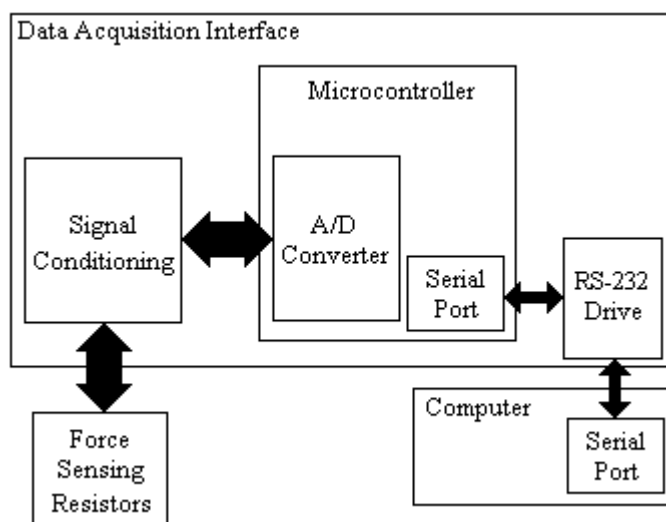 Data Acquisition Interface
Microcontroller
Signal
Conditioning
A/D
Converter
Serial
Port
RS-232
Drive
Force
Sensing
Resistors
Computer
Serial
Port